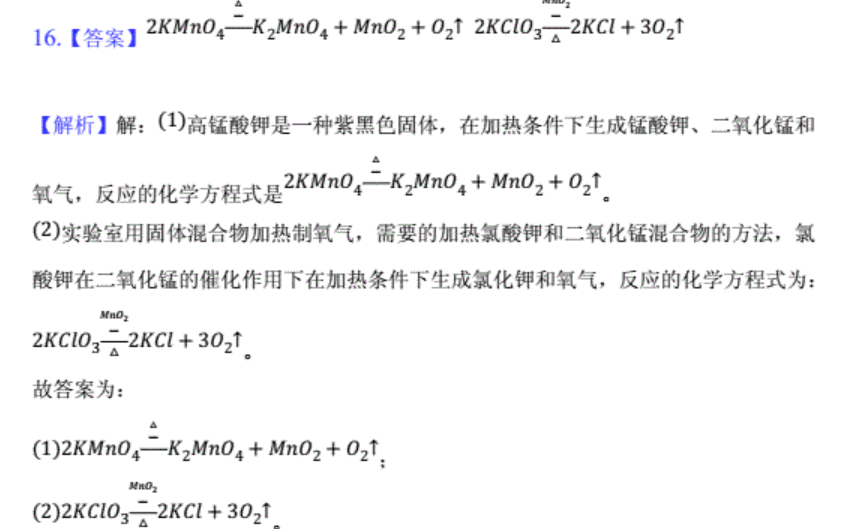 16.【答案】2KMnO₄ ≜ K₂MnO₄ + MnO₂ + O₂↑ 2KClO₃ =(MnO₂/△)= 2KCl + 3O₂↑
【解析】解：(1)高锰酸钾是一种紫黑色固体，在加热条件下生成锰酸钾、二氧化锰和
氧气，反应的化学方程式是2KMnO₄ ≜ K₂MnO₄ + MnO₂ + O₂↑。
(2)实验室用固体混合物加热制氧气，需要的加热氯酸钾和二氧化锰混合物的方法，氯
酸钾在二氧化锰的催化作用下在加热条件下生成氯化钾和氧气，反应的化学方程式为：
2KClO₃ =(MnO₂/△)= 2KCl + 3O₂↑。
故答案为：
(1)2KMnO₄ ≜ K₂MnO₄ + MnO₂ + O₂↑；
(2)2KClO₃ =(MnO₂/△)= 2KCl + 3O₂↑。